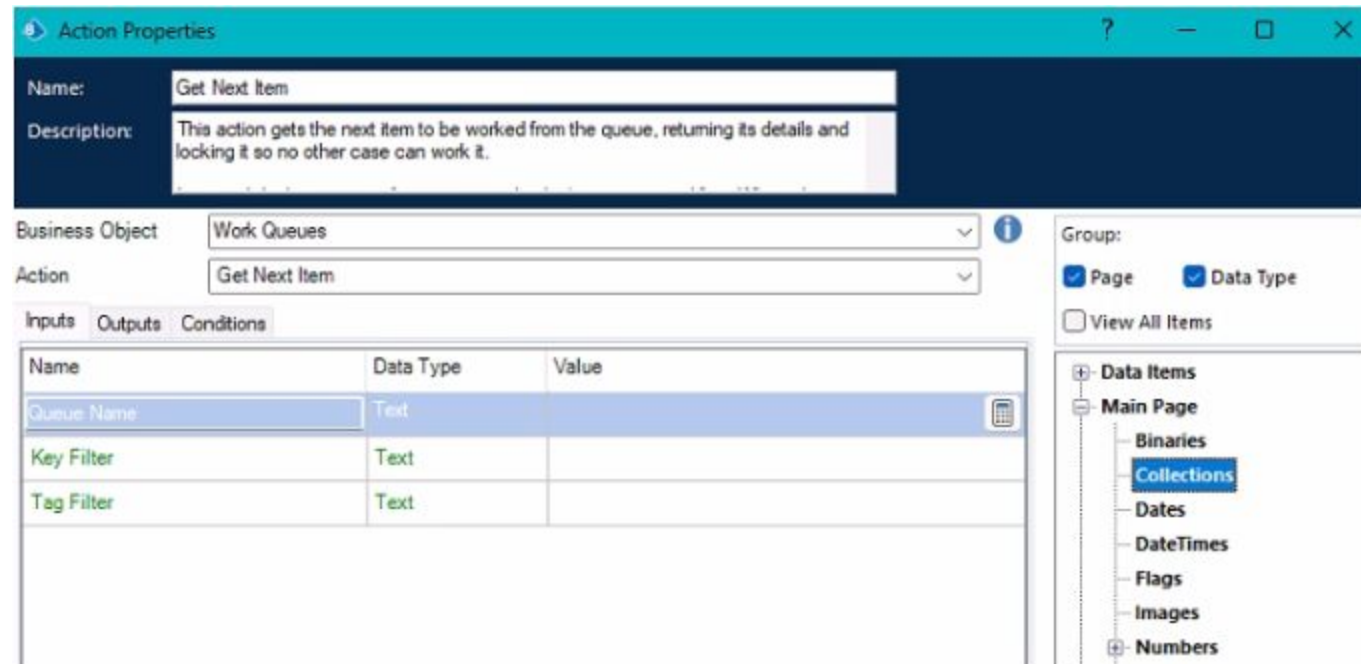 Action Properties
Name: Get Next Item
Description: This action gets the next item to be worked from the queue, returning its details and
locking it so no other case can work it.
Business Object Work Queues
Action Get Next Item
Inputs Outputs Conditions
Name Data Type Value
Queue Name Text
Key Filter Text
Tag Filter Text
Group:
Page Data Type
View All Items
Data Items
Main Page
Binaries
Collections
Dates
DateTimes
Flags
Images
Numbers